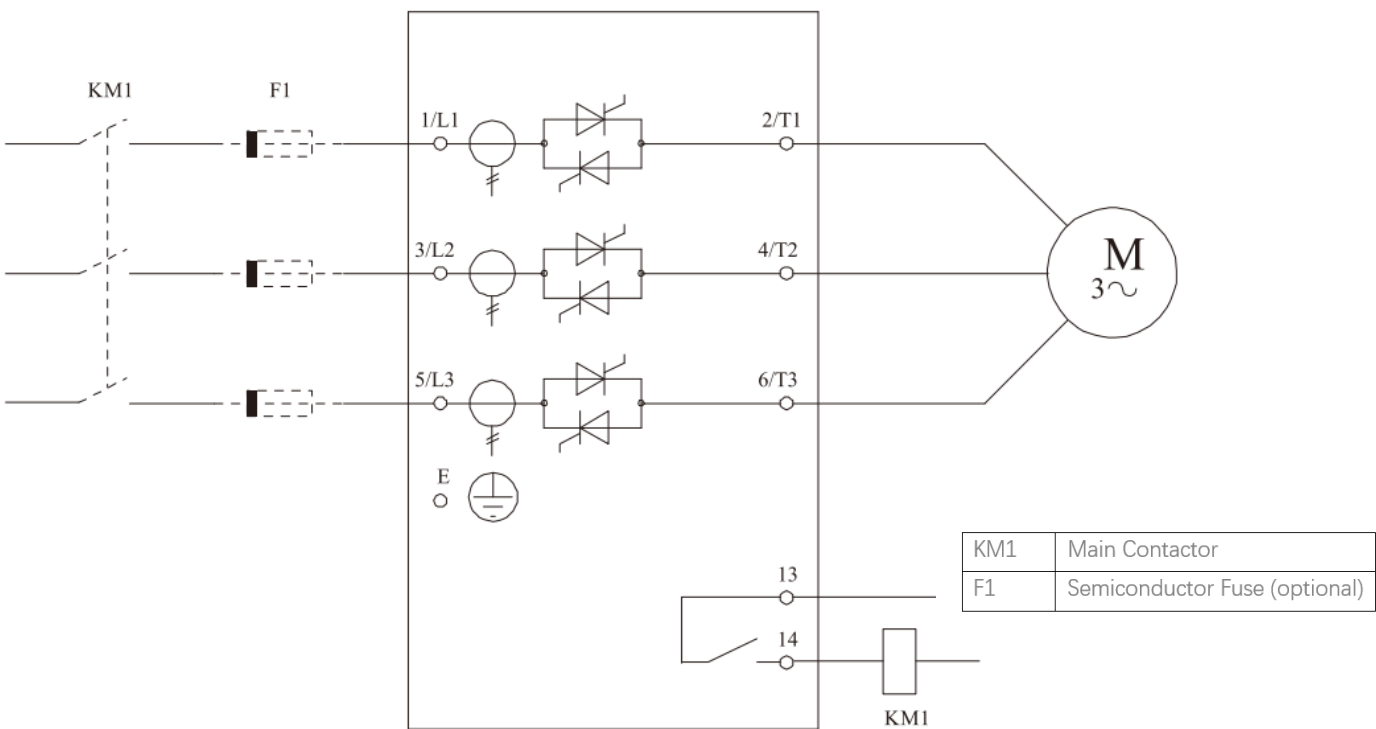 KM1
F1
1/L1
2/T1
3/L2
4/T2
M
3~
5/L3
6/T3
E
KM1 Main Contactor
F1 Semiconductor Fuse (optional)
13
14
KM1